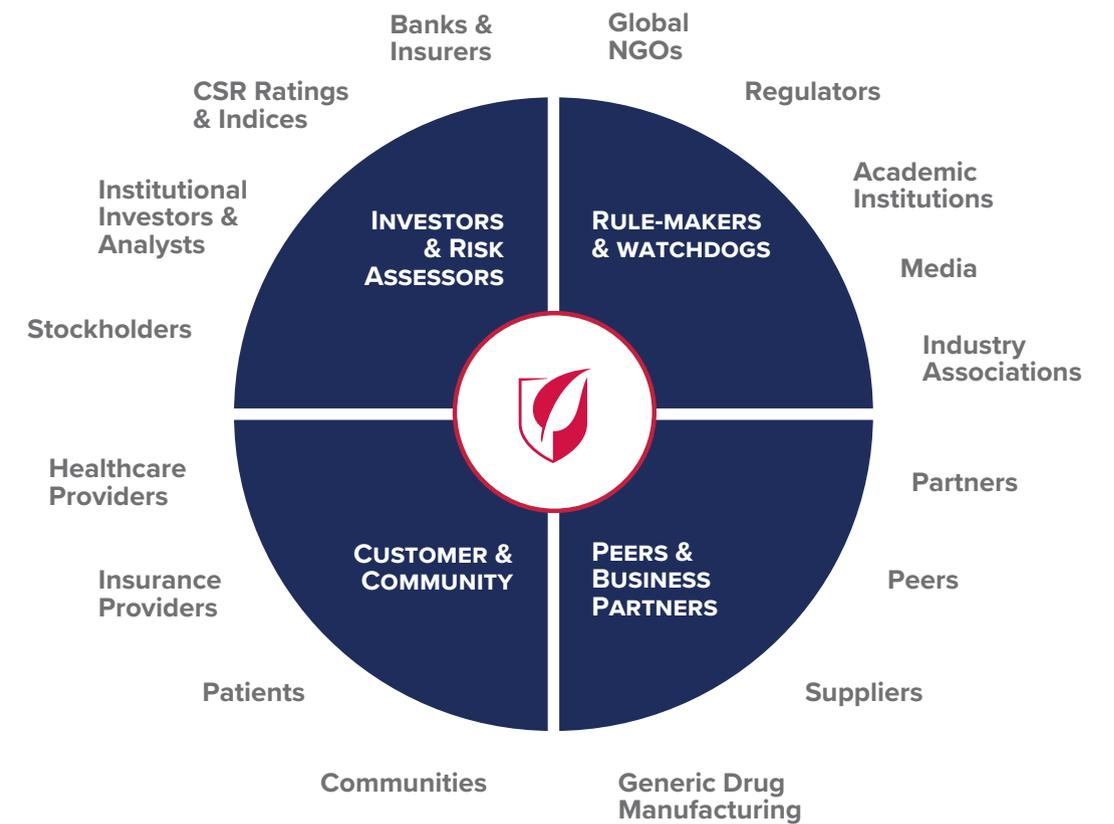 Banks &
Insurers
Global
NGOs
CSR Ratings
& Indices
Regulators
Institutional
Investors &
Analysts
Academic
Institutions
INVESTORS
& RISK
ASSESSORS
RULE-MAKERS
& WATCHDOGS
Media
Stockholders
Industry
Associations
Healthcare
Providers
Partners
CUSTOMER &
COMMUNITY
PEERS &
BUSINESS
PARTNERS
Insurance
Providers
Peers
Patients
Suppliers
Communities
Generic Drug
Manufacturing